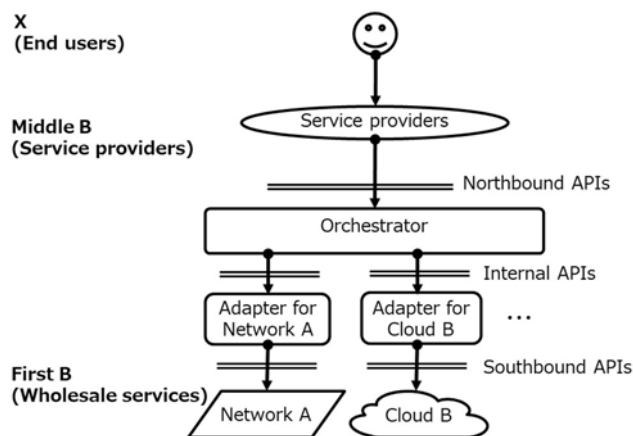 X
(End users)
Service providers
Middle B
(Service providers)
Northbound APIs
Orchestrator
Internal APIs
Adapter for
Network A
Adapter for
Cloud B
...
Southbound APIs
First B
(Wholesale services)
Network A
Cloud B